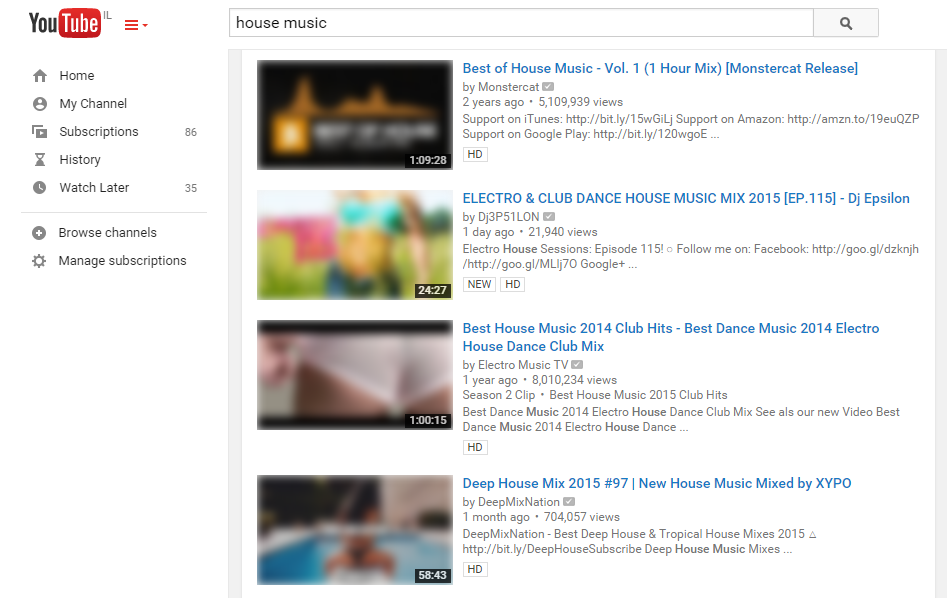 YouTube IL
house music
Home
My Channel
Subscriptions 86
History
Watch Later 35
Browse channels
Manage subscriptions
1:09:28
Best of House Music - Vol. 1 (1 Hour Mix) [Monstercat Release]
by Monstercat
2 years ago • 5,109,939 views
Support on iTunes: http://bit.ly/15wGiLj Support on Amazon: http://amzn.to/19euQZP
Support on Google Play: http://bit.ly/120wgoE ...
HD
24:27
ELECTRO & CLUB DANCE HOUSE MUSIC MIX 2015 [EP.115] - Dj Epsilon
by Dj3P51LON
1 day ago • 21,940 views
Electro House Sessions: Episode 115! ○ Follow me on: Facebook: http://goo.gl/dzknjh
/http://goo.gl/MLlj7O Google+ ...
NEW HD
1:00:15
Best House Music 2014 Club Hits - Best Dance Music 2014 Electro
House Dance Club Mix
by Electro Music TV
1 year ago • 8,010,234 views
Season 2 Clip • Best House Music 2015 Club Hits
Best Dance Music 2014 Electro House Dance Club Mix See als our new Video Best
Dance Music 2014 Electro House Dance ...
HD
58:43
Deep House Mix 2015 #97 | New House Music Mixed by XYPO
by DeepMixNation
1 month ago • 704,057 views
DeepMixNation - Best Deep House & Tropical House Mixes 2015 △
http://bit.ly/DeepHouseSubscribe Deep House Music Mixes ...
HD